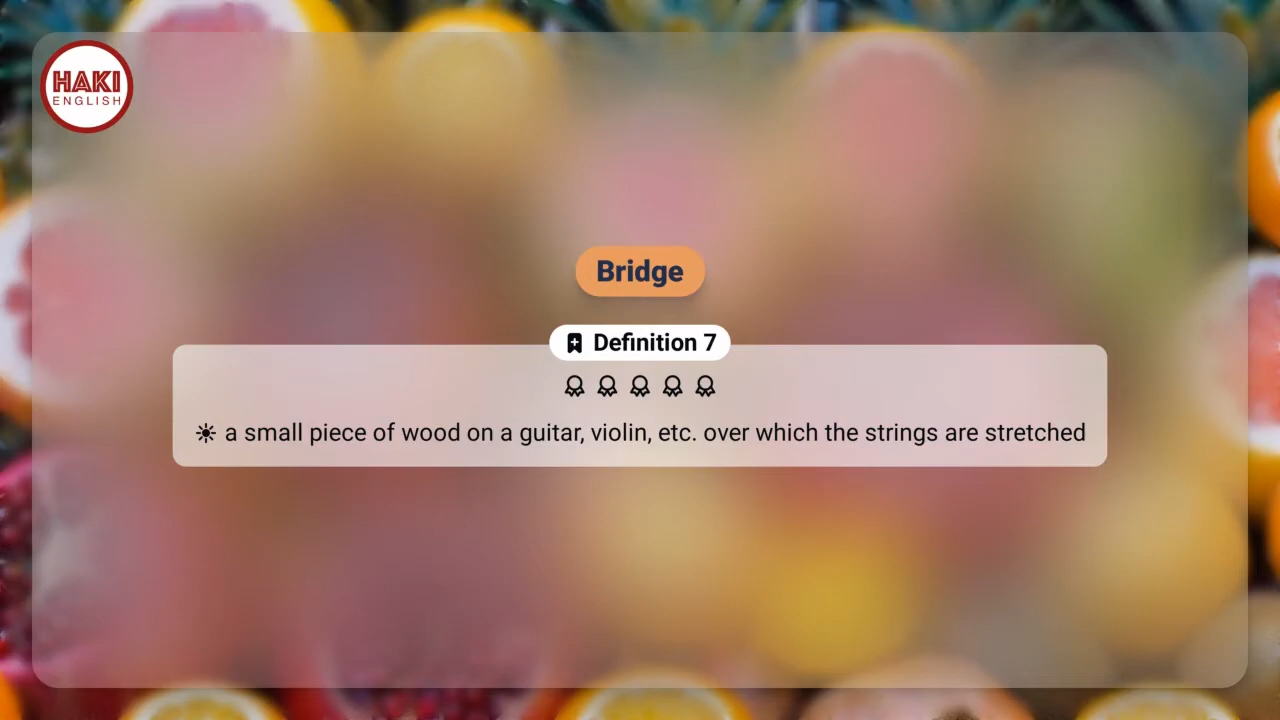 HAKI
ENGLISH
Bridge
Definition 7
a small piece of wood on a guitar, violin, etc. over which the strings are stretched